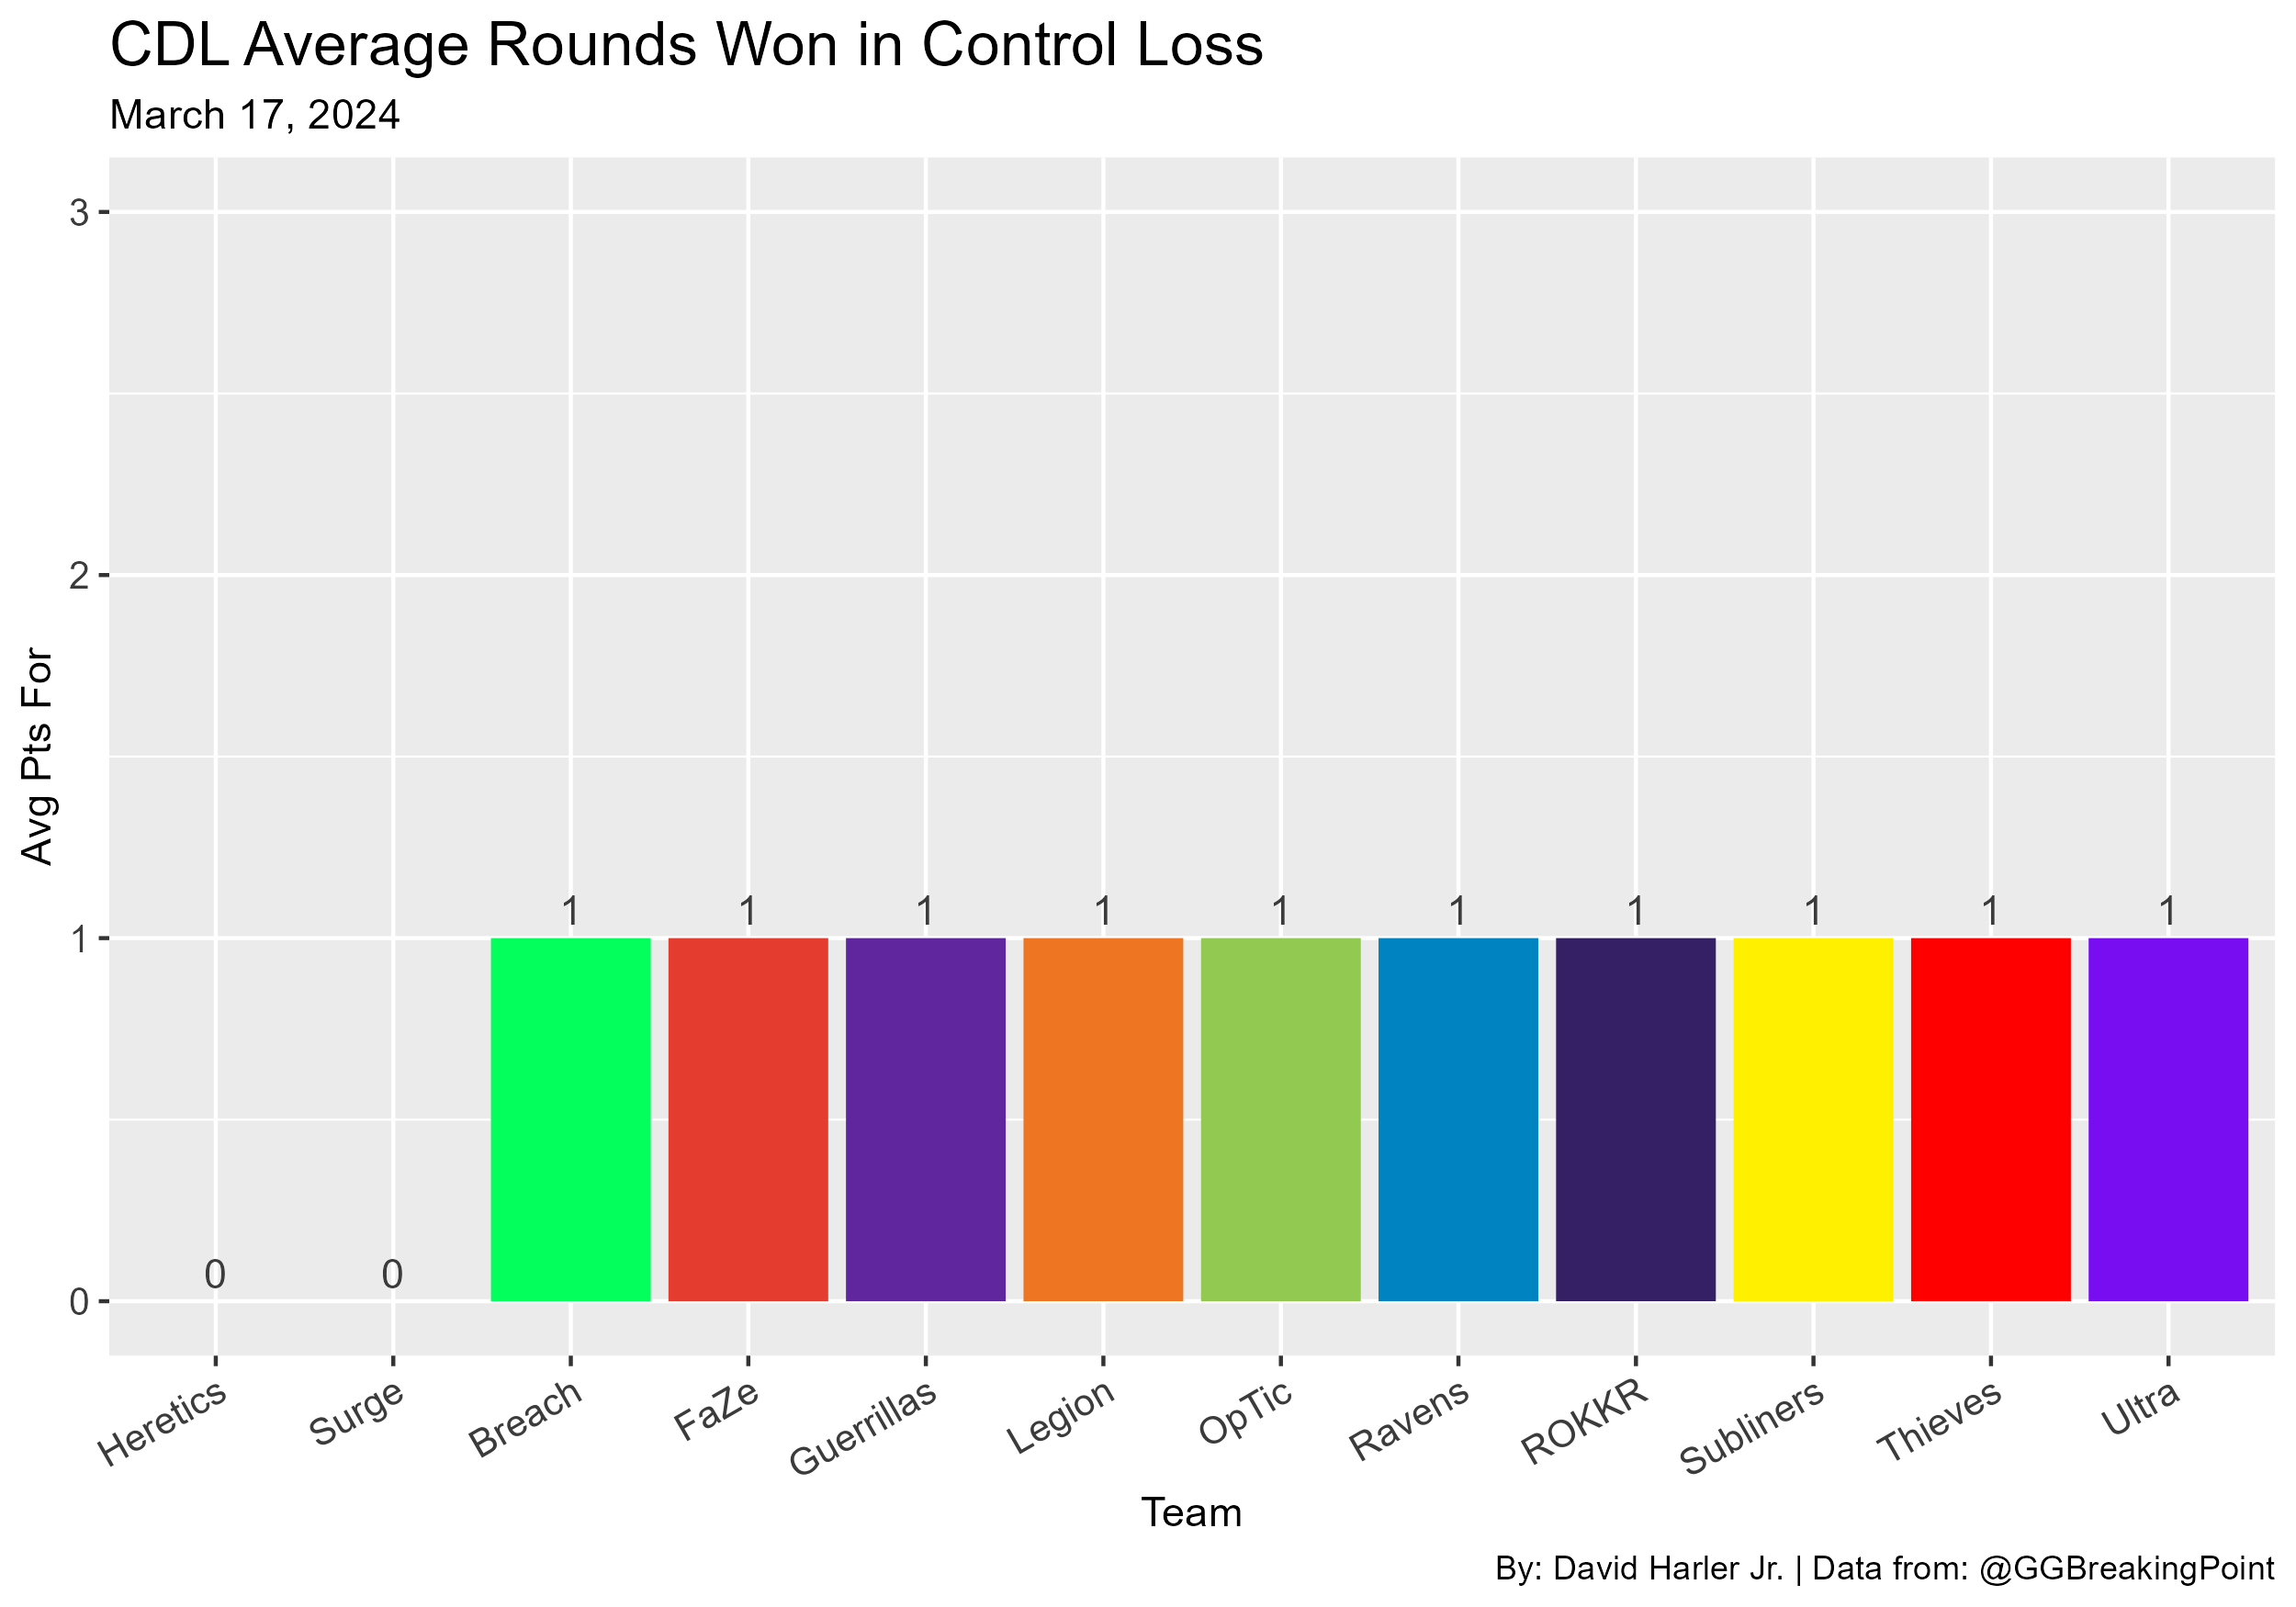 CDL Average Rounds Won in Control Loss
March 17, 2024
Avg Pts For
3
2
1
0
0 0 1 1 1 1 1 1 1 1 1 1
Heretics Surge Breach FaZe Guerrillas Legion OpTic Ravens ROKKR Subliners Thieves Ultra
Team
By: David Harler Jr. | Data from: @GGBreakingPoint